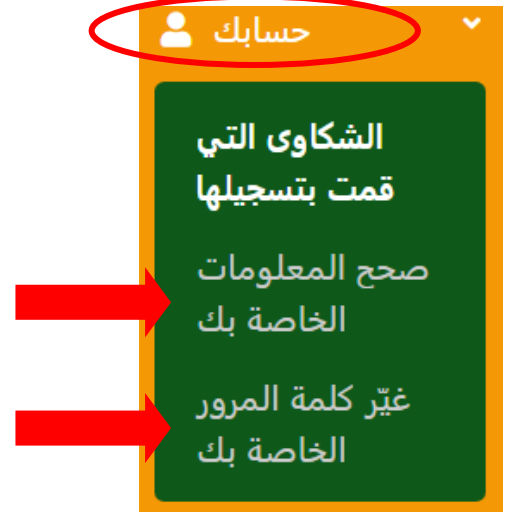 حسابك
الشكاوى التي
قمت بتسجيلها
صحح المعلومات
الخاصة بك
غيّر كلمة المرور
الخاصة بك